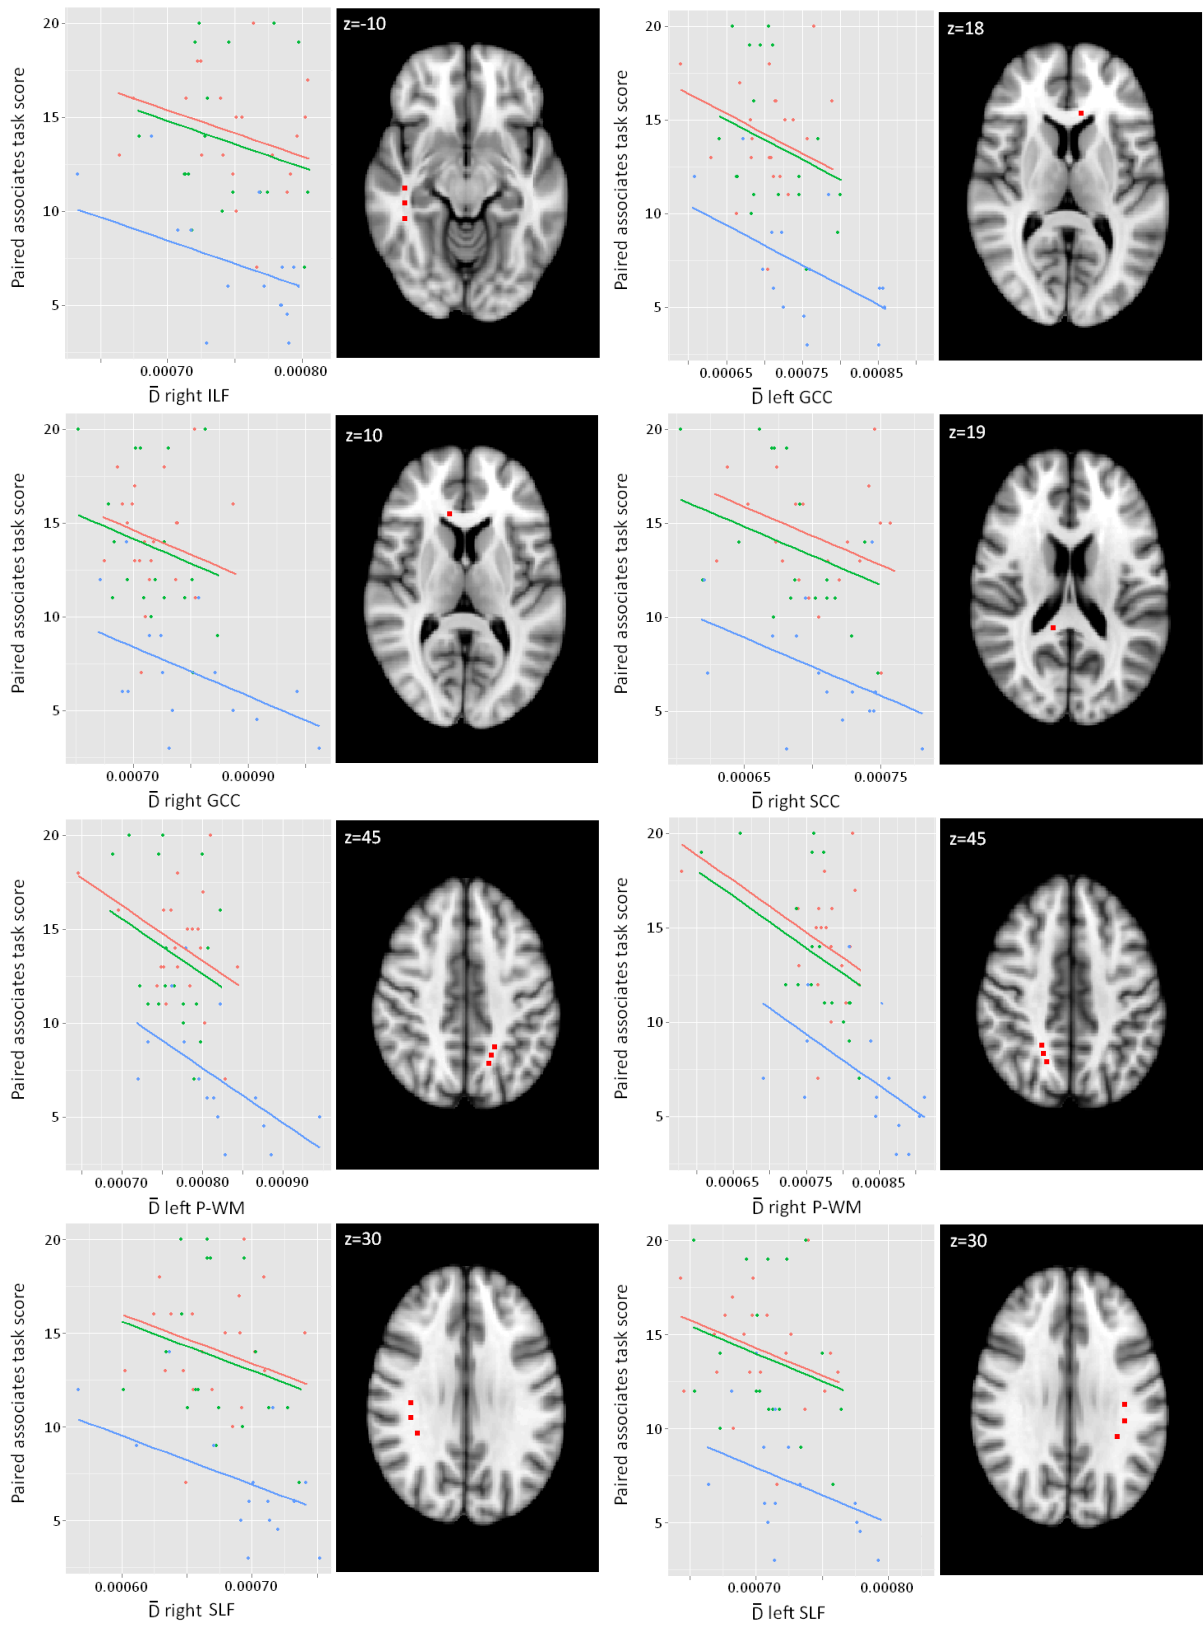 Paired associates task score
20
15
10
5
0.00070
0.00080
D̅ right ILF
z=-10
Paired associates task score
20
15
10
5
0.00065
0.00075
0.00085
D̅ left GCC
z=18
Paired associates task score
20
15
10
5
0.00070
0.00090
D̅ right GCC
z=10
Paired associates task score
20
15
10
5
0.00065
0.00075
D̅ right SCC
z=19
Paired associates task score
20
15
10
5
0.00070
0.00080
0.00090
D̅ left P-WM
z=45
Paired associates task score
20
15
10
5
0.00065
0.00075
0.00085
D̅ right P-WM
z=45
Paired associates task score
20
15
10
5
0.00060
0.00070
D̅ right SLF
z=30
Paired associates task score
20
15
10
5
0.00070
0.00080
D̅ left SLF
z=30